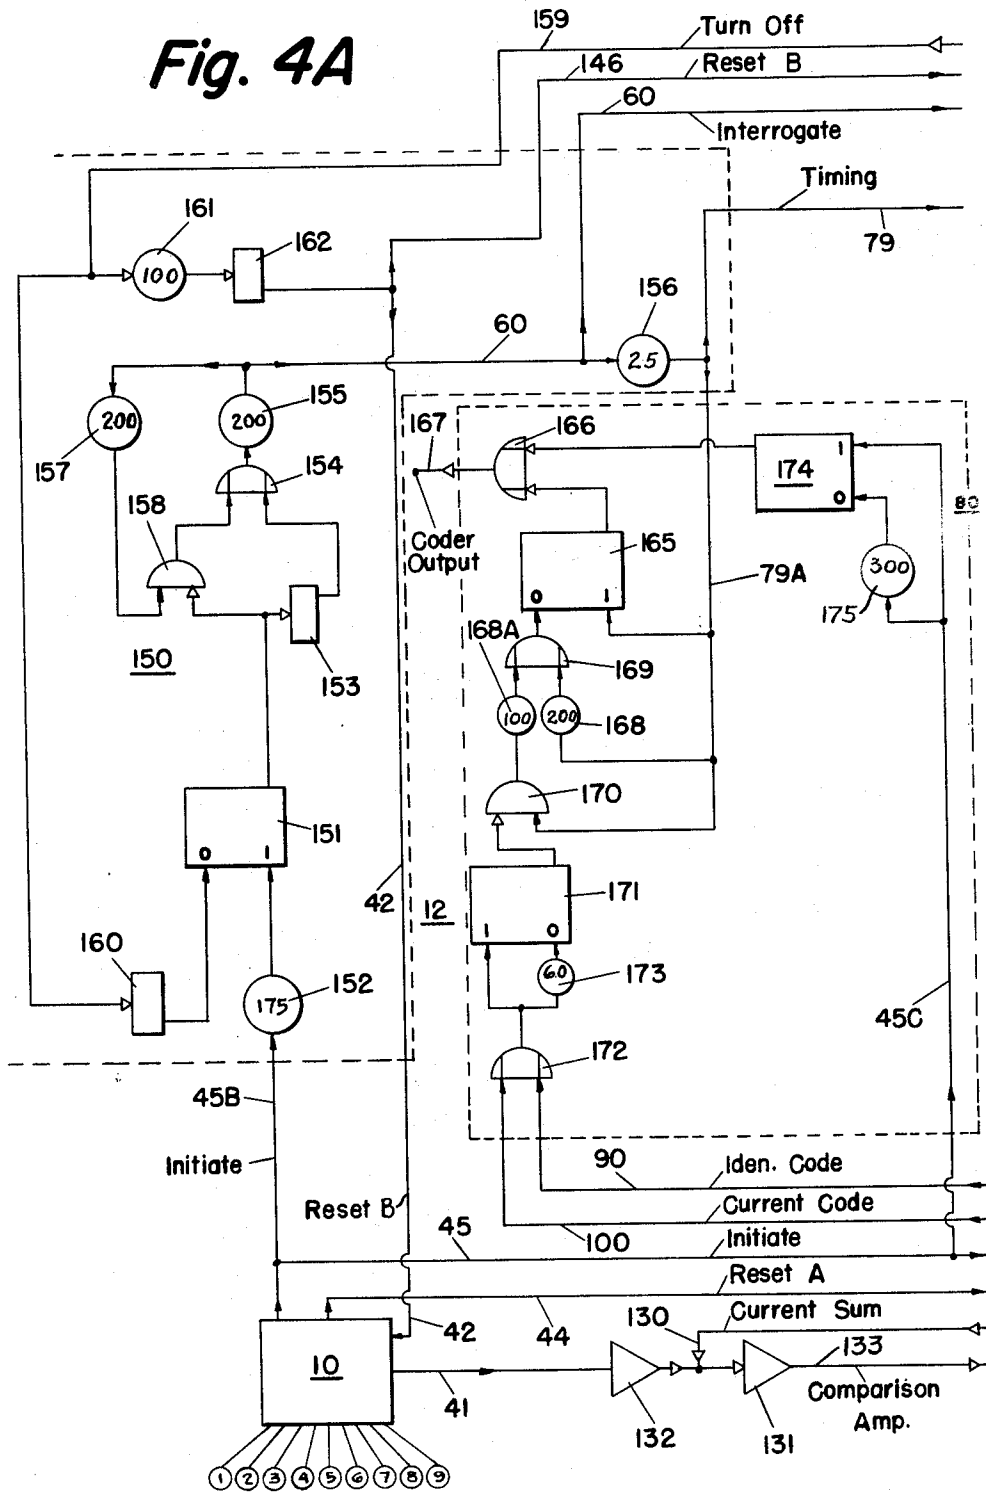 Fig. 4A
159
Turn Off
146
Reset B
60
Interrogate
Timing
79
161
162
100
156
60
25
155
200
200
157
154
158
167
166
174
1
0
80
Coder
Output
165
0
1
79A
300
175
168A
169
153
150
100
200
168
170
151
0
1
42
12
171
1
0
160
152
175
6.0
173
45C
172
45B
Initiate
90
Iden. Code
Reset B
Current Code
100
45
Initiate
Reset A
44
42
130
Current Sum
10
41
133
Comparison
Amp.
132
131
1 2 3 4 5 6 7 8 9